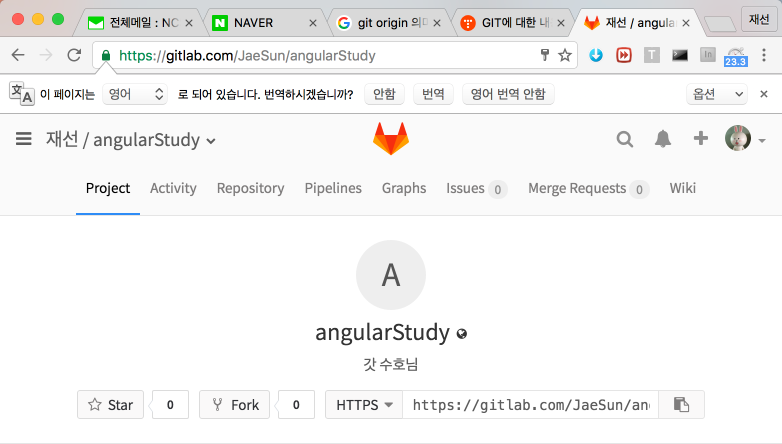 전체메일 : NC
NAVER
git origin 의미
GIT에 대한 내
재선 / angula
재선
https://gitlab.com/JaeSun/angularStudy
23.3
이 페이지는 영어 로 되어 있습니다. 번역하시겠습니까? 안함 번역 영어 번역 안함 옵션
재선 / angularStudy
Project Activity Repository Pipelines Graphs Issues 0 Merge Requests 0 Wiki
A
angularStudy
갓 수호님
Star 0 Fork 0 HTTPS https://gitlab.com/JaeSun/an